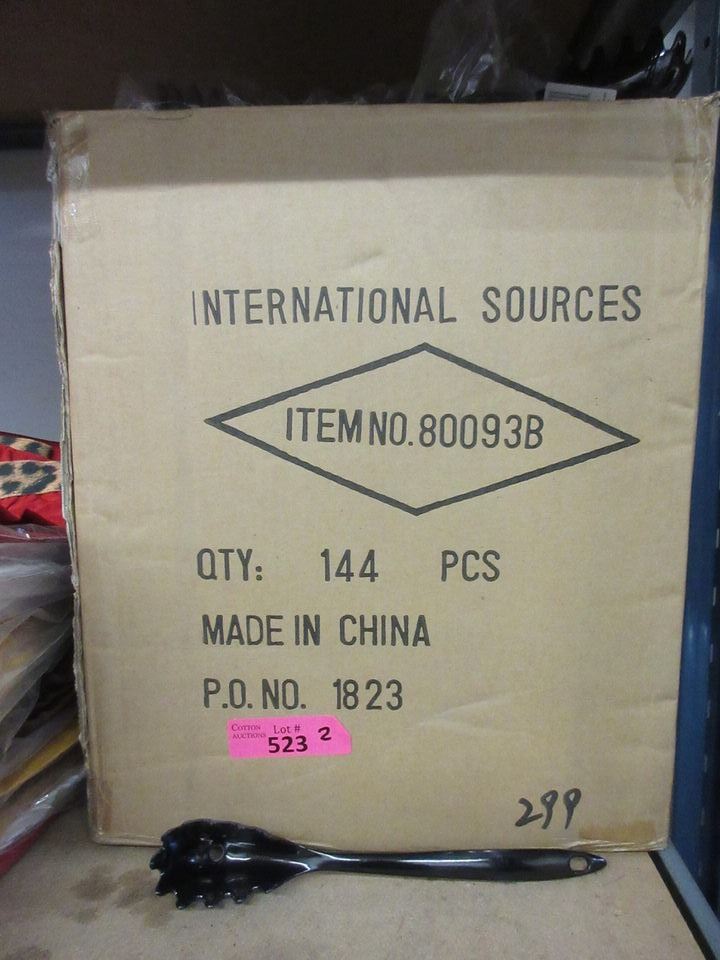 INTERNATIONAL SOURCES
ITEM NO. 80093B
QTY: 144 PCS
MADE IN CHINA
P.O. NO. 1823
COTTON AUCTIONS Lot #
523 2
299